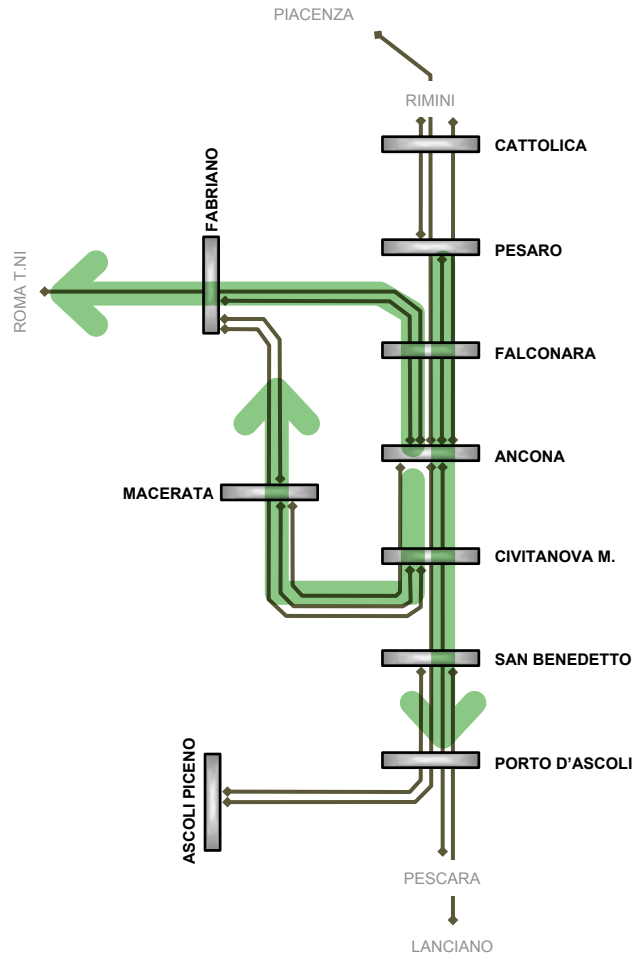 PIACENZA
RIMINI
CATTOLICA
FABRIANO
PESARO
ROMA T.NI
FALCONARA
ANCONA
MACERATA
CIVITANOVA M.
SAN BENEDETTO
PORTO D'ASCOLI
ASCOLI PICENO
PESCARA
LANCIANO